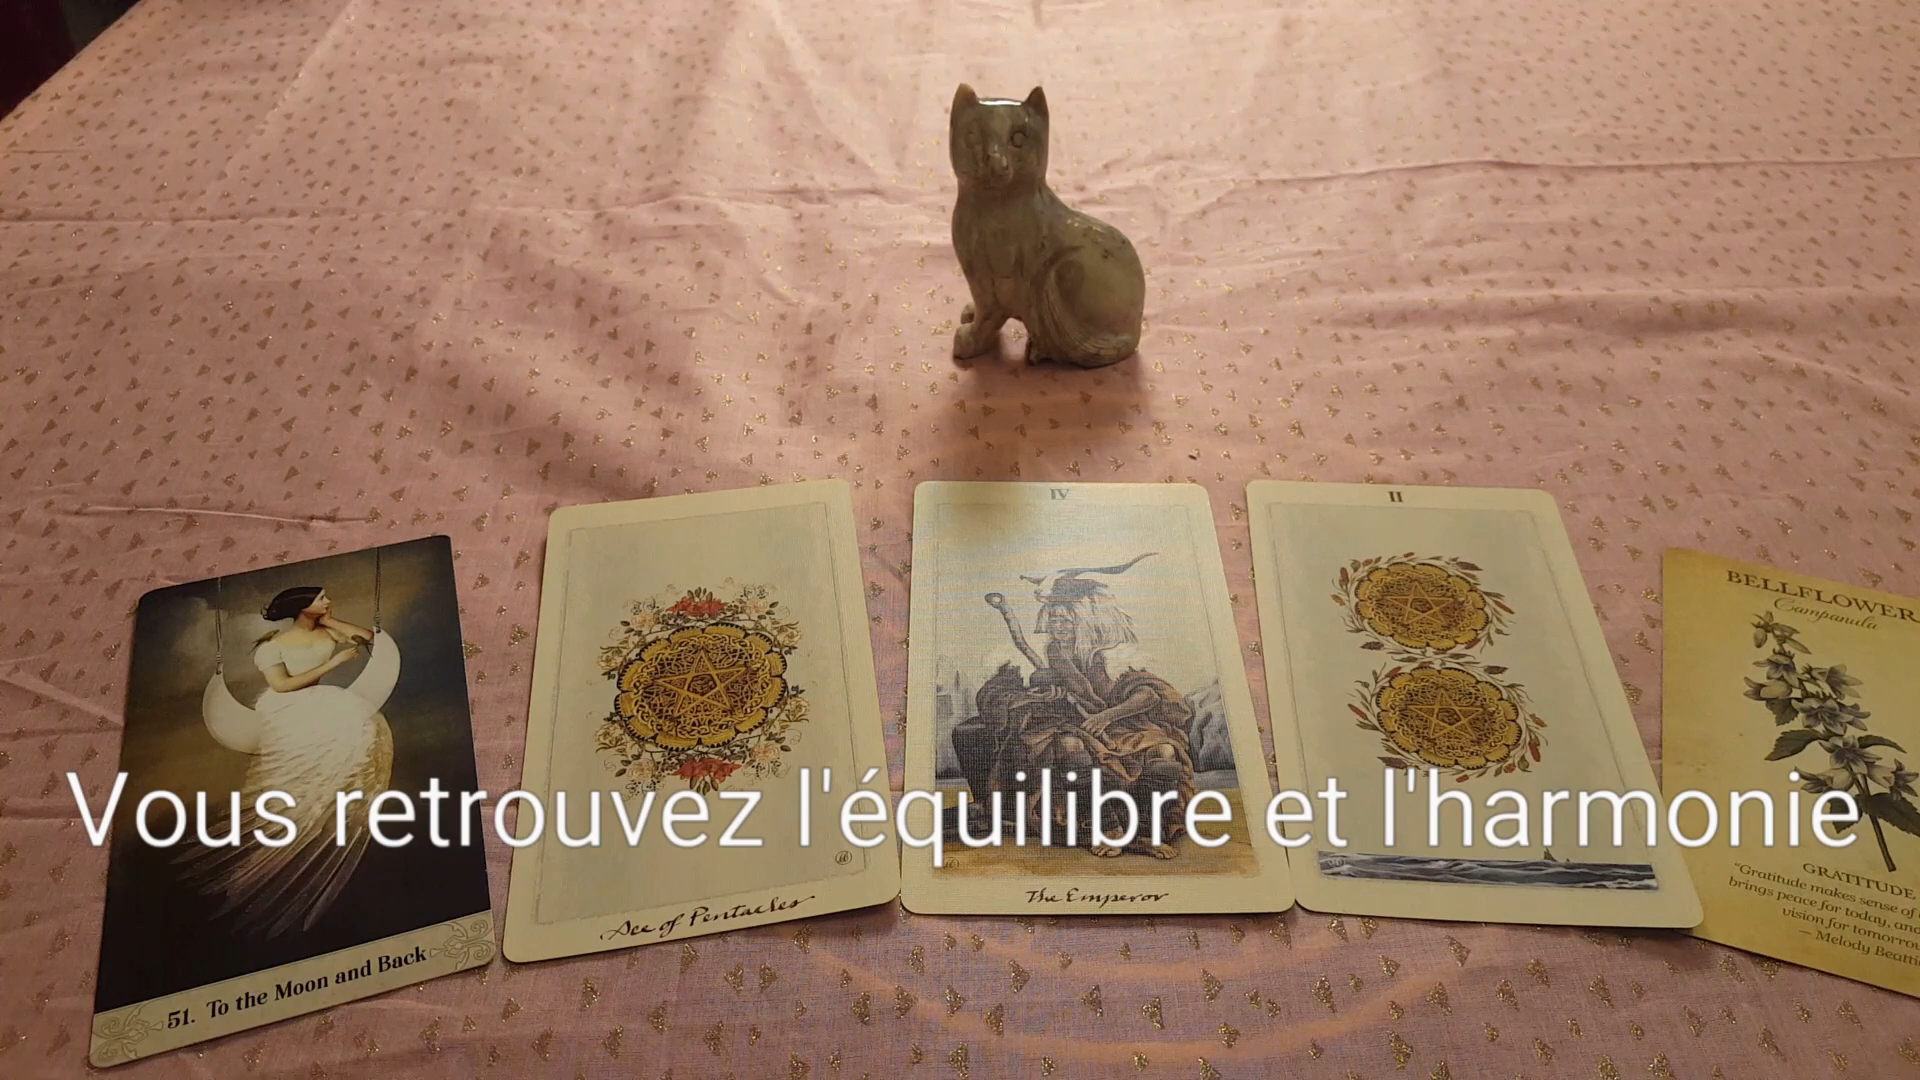 IV
II
BELLFLOWER
Campanula
Vous retrouvez l'équilibre et l'harmonie
GRATITUDE
"Gratitude makes sense of
brings peace for today, and
vision for tomorrow
— Melody Beattie
The Emperor
Ace of Pentacles
51. To the Moon and Back